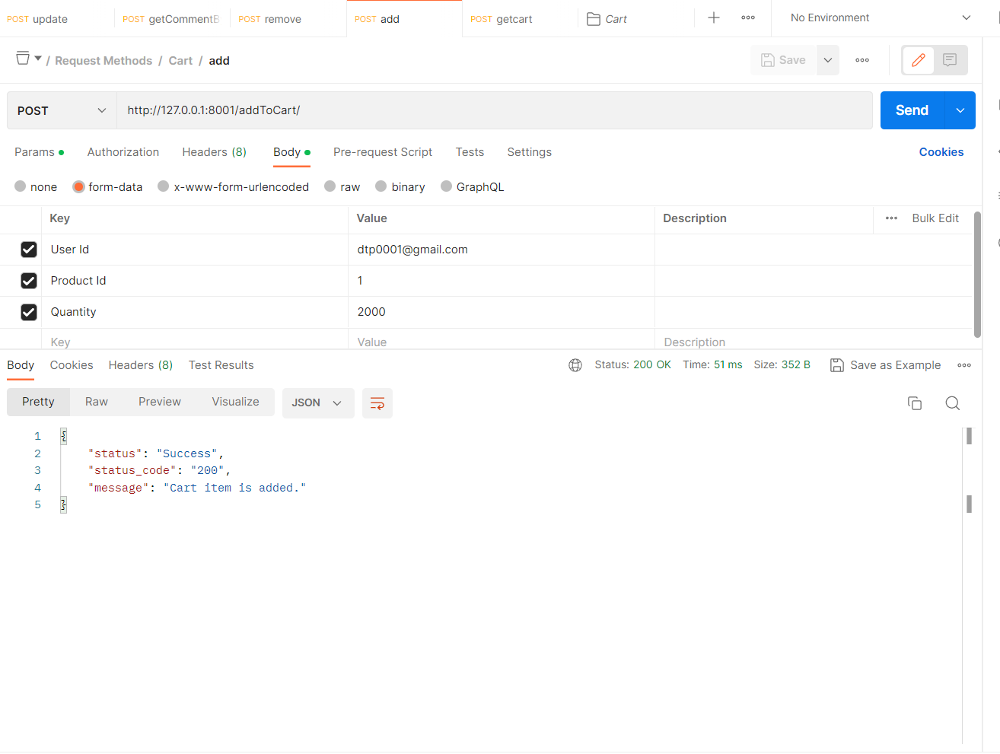 POST update POST getCommentB POST remove POST add POST getcart Cart No Environment
/ Request Methods / Cart / add Save
POST http://127.0.0.1:8001/addToCart/ Send
Params Authorization Headers (8) Body Pre-request Script Tests Settings Cookies
none form-data x-www-form-urlencoded raw binary GraphQL
Key Value Description Bulk Edit
User Id dtp0001@gmail.com
Product Id 1
Quantity 2000
Key Value Description
Body Cookies Headers (8) Test Results Status: 200 OK Time: 51 ms Size: 352 B Save as Example
Pretty Raw Preview Visualize JSON
1 {
2 "status": "Success",
3 "status_code": "200",
4 "message": "Cart item is added."
5 }